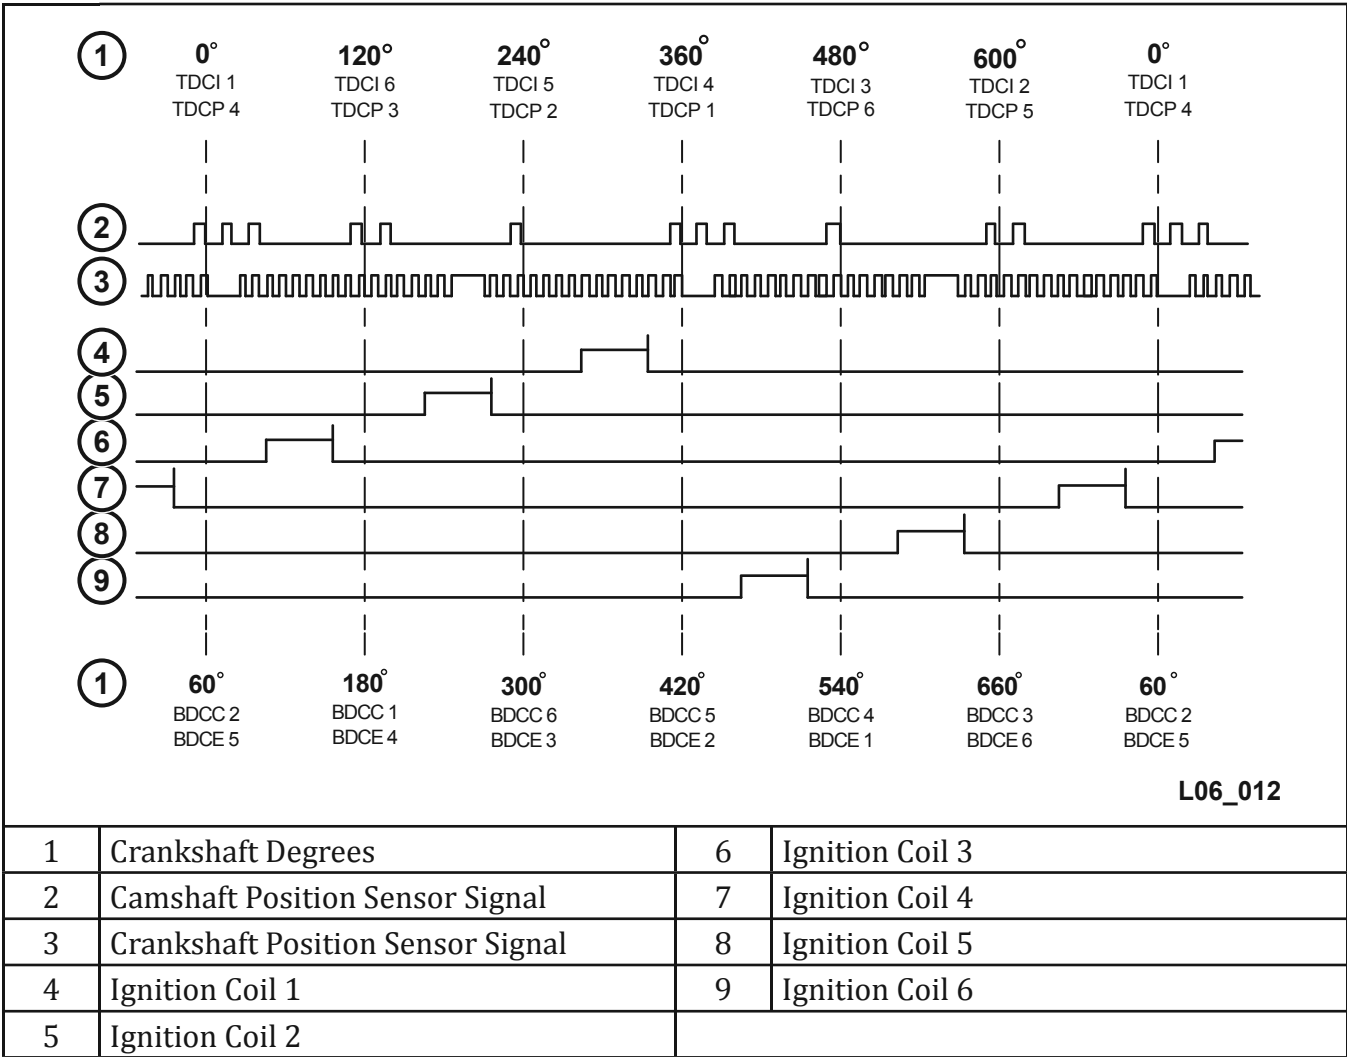 1 0° 120° 240° 360° 480° 600° 0°
TDCI 1 TDCI 6 TDCI 5 TDCI 4 TDCI 3 TDCI 2 TDCI 1
TDCP 4 TDCP 3 TDCP 2 TDCP 1 TDCP 6 TDCP 5 TDCP 4
2
3
4
5
6
7
8
9
1 60° 180° 300° 420° 540° 660° 60°
BDCC 2 BDCC 1 BDCC 6 BDCC 5 BDCC 4 BDCC 3 BDCC 2
BDCE 5 BDCE 4 BDCE 3 BDCE 2 BDCE 1 BDCE 6 BDCE 5
L06_012
1 Crankshaft Degrees 6 Ignition Coil 3
2 Camshaft Position Sensor Signal 7 Ignition Coil 4
3 Crankshaft Position Sensor Signal 8 Ignition Coil 5
4 Ignition Coil 1 9 Ignition Coil 6
5 Ignition Coil 2